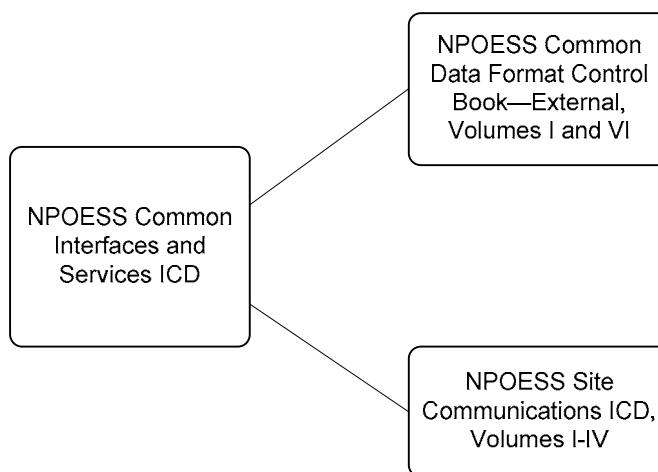 NPOESS Common
Data Format Control
Book—External,
Volumes I and VI
NPOESS Common
Interfaces and
Services ICD
NPOESS Site
Communications ICD,
Volumes I-IV